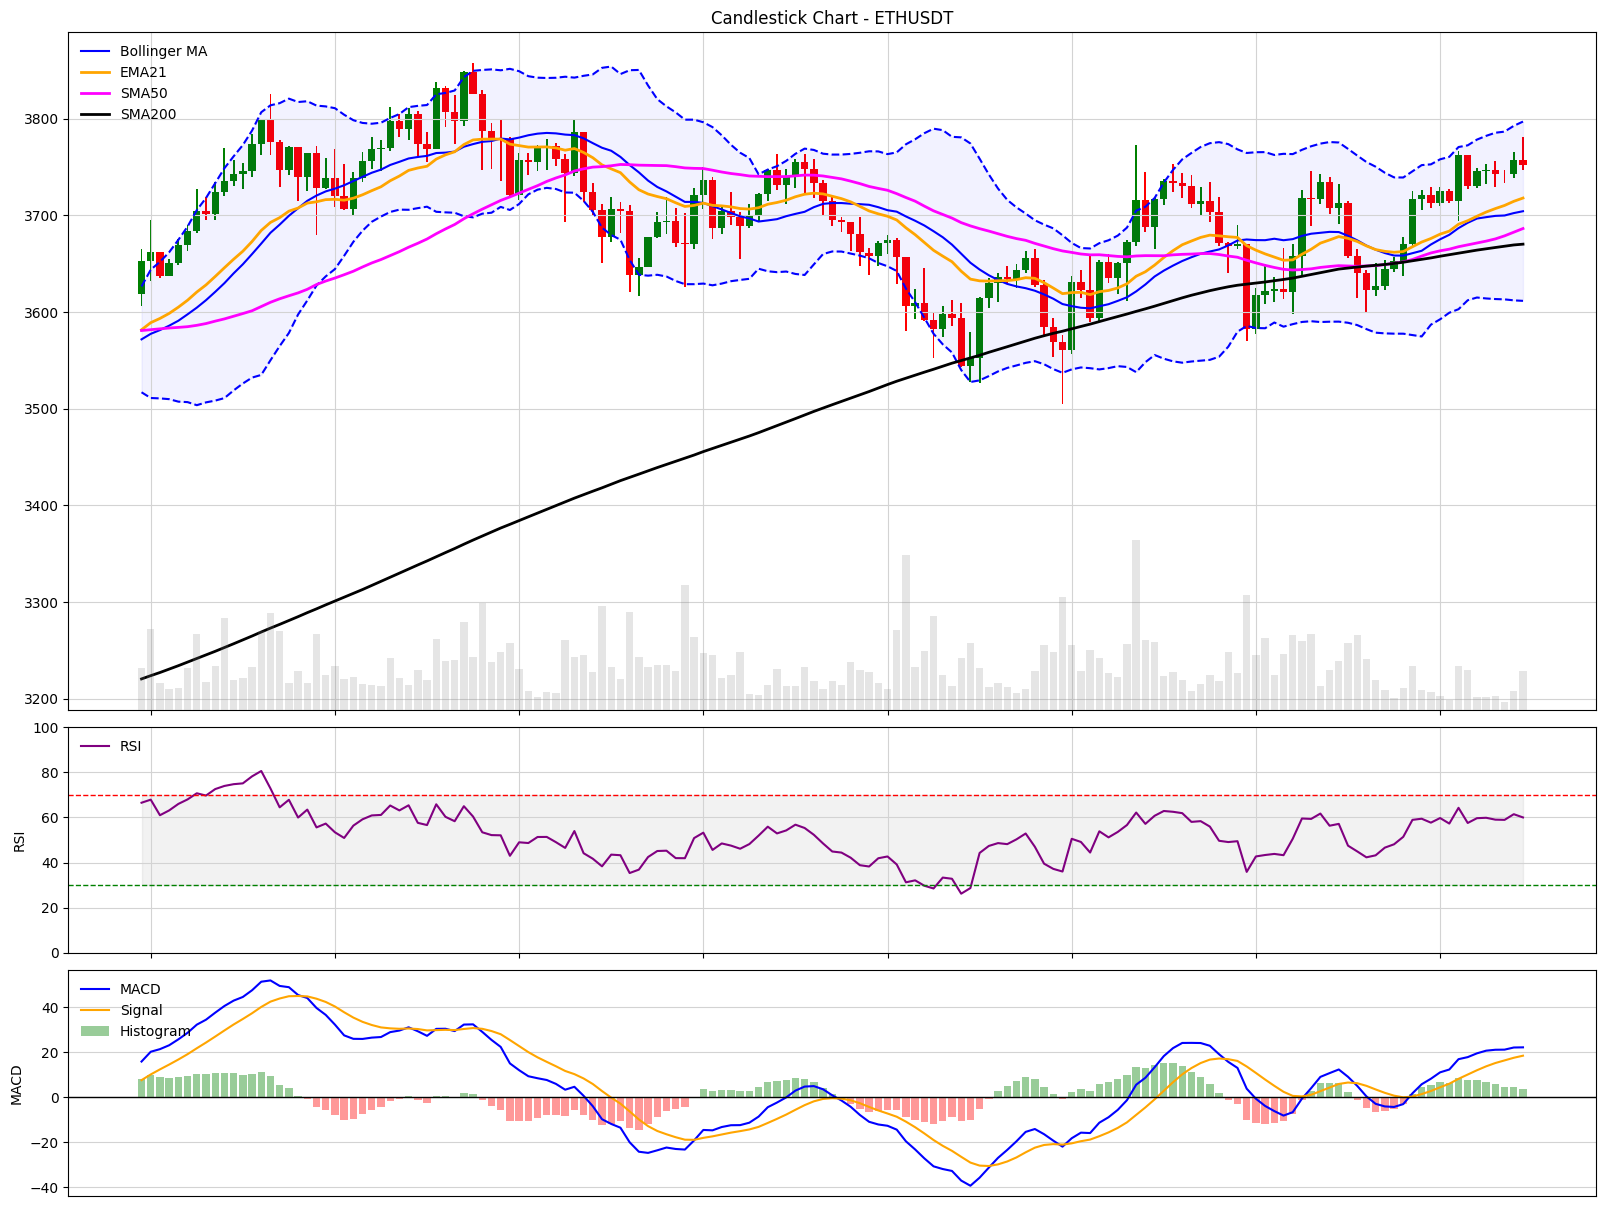 Candlestick Chart - ETHUSDT
Bollinger MA
EMA21
SMA50
SMA200
3800
3700
3600
3500
3400
3300
3200
RSI
100
80
60
40
20
0
RSI
MACD
Signal
Histogram
40
20
0
−20
−40
MACD